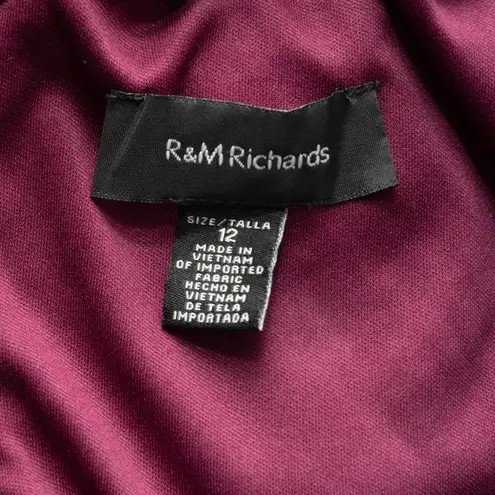 R&M Richards
SIZE/TALLA
12
MADE IN
VIETNAM
OF IMPORTED
FABRIC
HECHO EN
VIETNAM
DE TELA
IMPORTADA